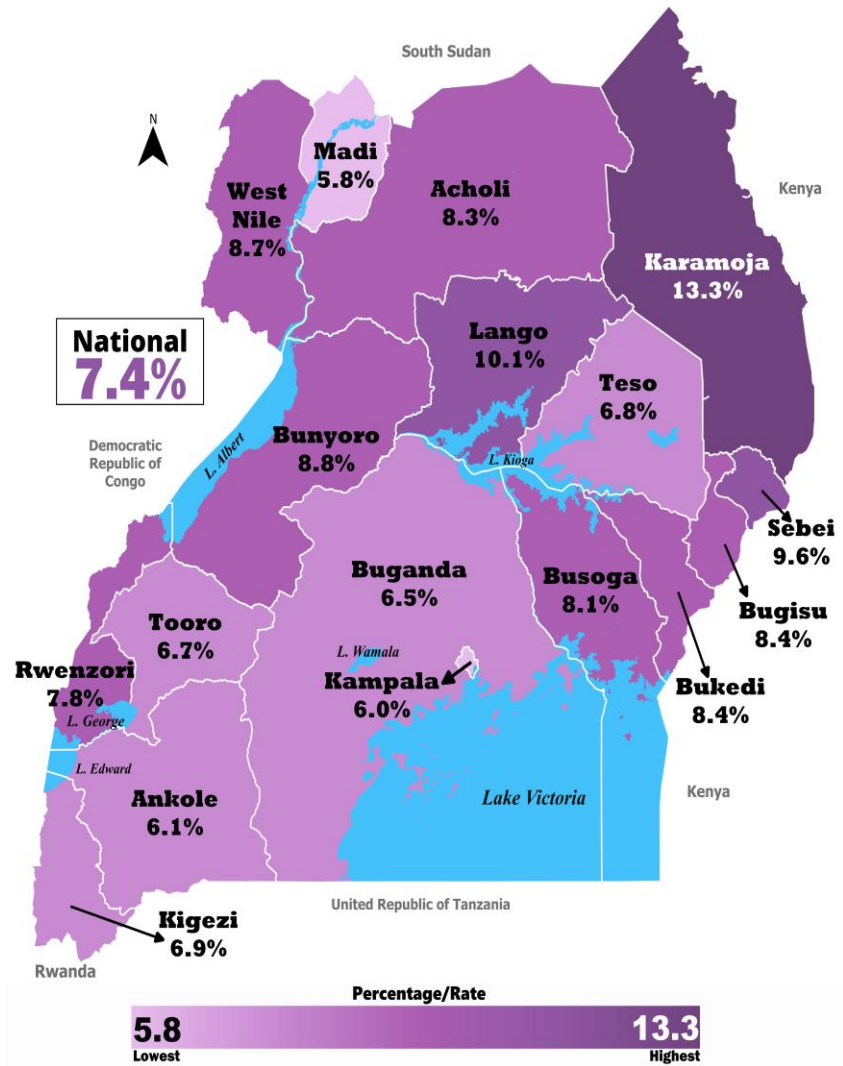 South Sudan
N
Madi
5.8%
West
Nile
8.7%
Acholi
8.3%
Kenya
Karamoja
13.3%
National
7.4%
Lango
10.1%
Teso
6.8%
Democratic
Republic of
Congo
L. Albert
Bunyoro
8.8%
L. Kioga
Sebei
9.6%
Buganda
6.5%
Busoga
8.1%
Bugisu
8.4%
Tooro
6.7%
L. Wamala
Kampala
6.0%
Bukedi
8.4%
Rwenzori
7.8%
L. George
L. Edward
Ankole
6.1%
Lake Victoria
Kenya
United Republic of Tanzania
Kigezi
6.9%
Rwanda
Percentage/Rate
5.8
Lowest
13.3
Highest